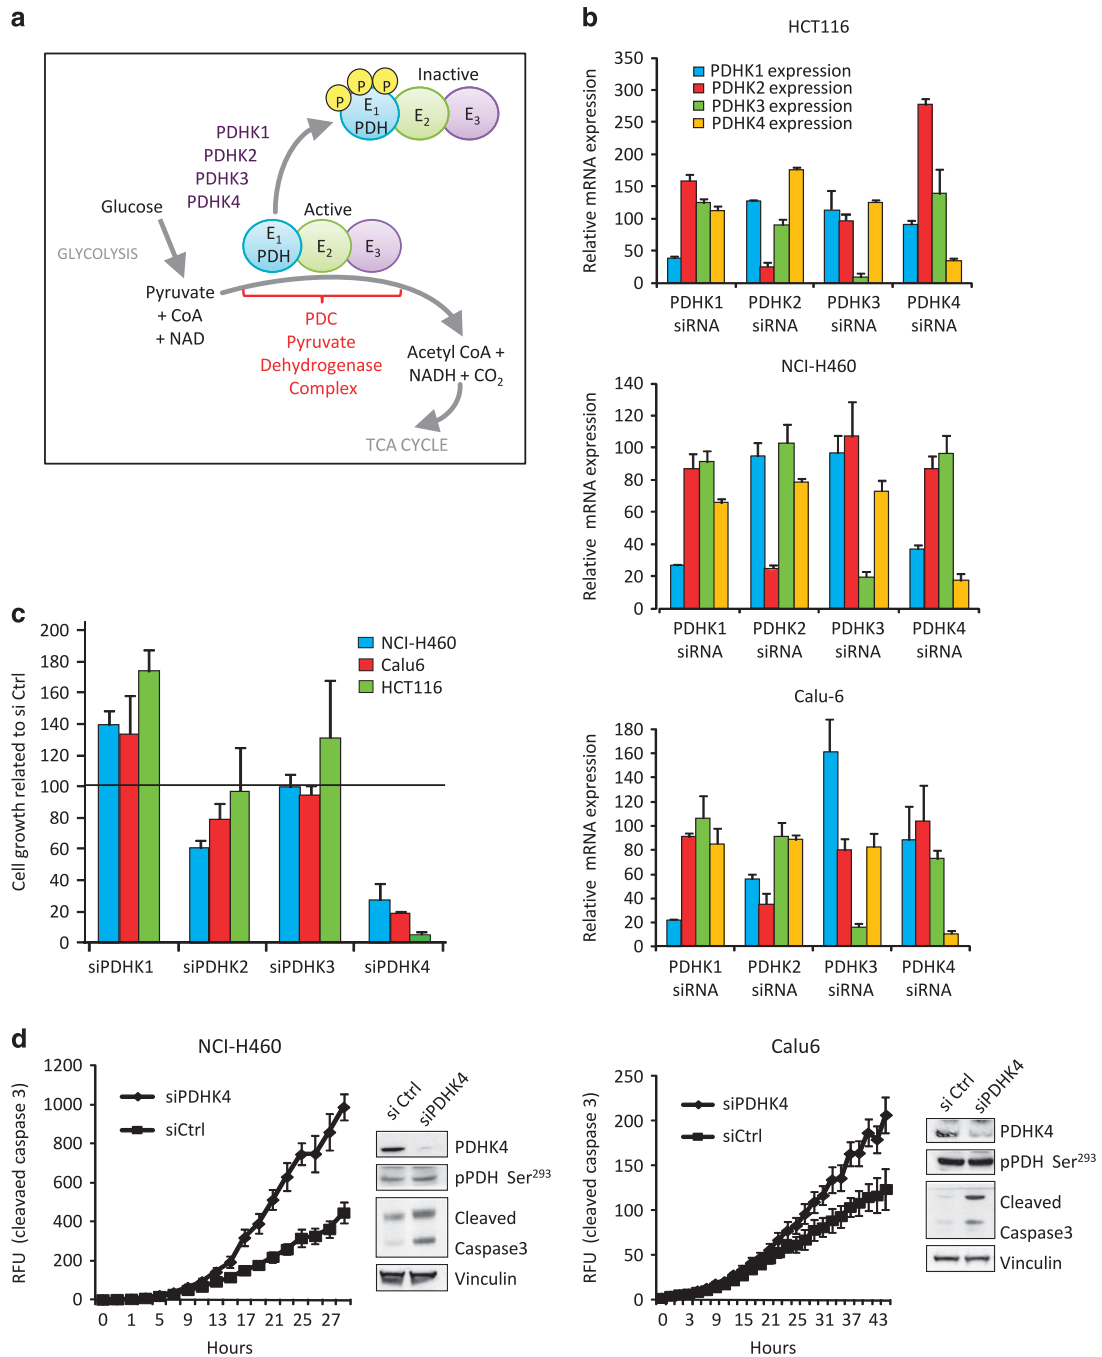 a
Inactive
P P P
E1
PDH
E2
E3
PDHK1
PDHK2
PDHK3
PDHK4
Glucose
Active
E1
PDH
E2
E3
GLYCOLYSIS
Pyruvate
+ CoA
+ NAD
PDC
Pyruvate
Dehydrogenase
Complex
Acetyl CoA +
NADH + CO2
TCA CYCLE
b
HCT116
Relative mRNA expression
350
300
250
200
150
100
50
0
PDHK1 expression
PDHK2 expression
PDHK3 expression
PDHK4 expression
PDHK1 siRNA
PDHK2 siRNA
PDHK3 siRNA
PDHK4 siRNA
NCI-H460
Relative mRNA expression
140
120
100
80
60
40
20
0
PDHK1 siRNA
PDHK2 siRNA
PDHK3 siRNA
PDHK4 siRNA
Calu-6
Relative mRNA expression
180
160
140
120
100
80
60
40
20
0
PDHK1 siRNA
PDHK2 siRNA
PDHK3 siRNA
PDHK4 siRNA
c
Cell growth related to si Ctrl
200
180
160
140
120
100
80
60
40
20
0
NCI-H460
Calu6
HCT116
siPDHK1 siPDHK2 siPDHK3 siPDHK4
d
NCI-H460
RFU (cleavaed caspase 3)
1200
1000
800
600
400
200
0
siPDHK4
siCtrl
0 1 5 9 13 17 21 25 27
Hours
si Ctrl
siPDHK4
PDHK4
pPDH Ser293
Cleaved
Caspase3
Vinculin
Calu6
RFU (cleaved caspase 3)
250
200
150
100
50
0
siPDHK4
siCtrl
0 3 9 15 21 25 31 37 43
Hours
si Ctrl
siPDHK4
PDHK4
pPDH Ser293
Cleaved
Caspase3
Vinculin